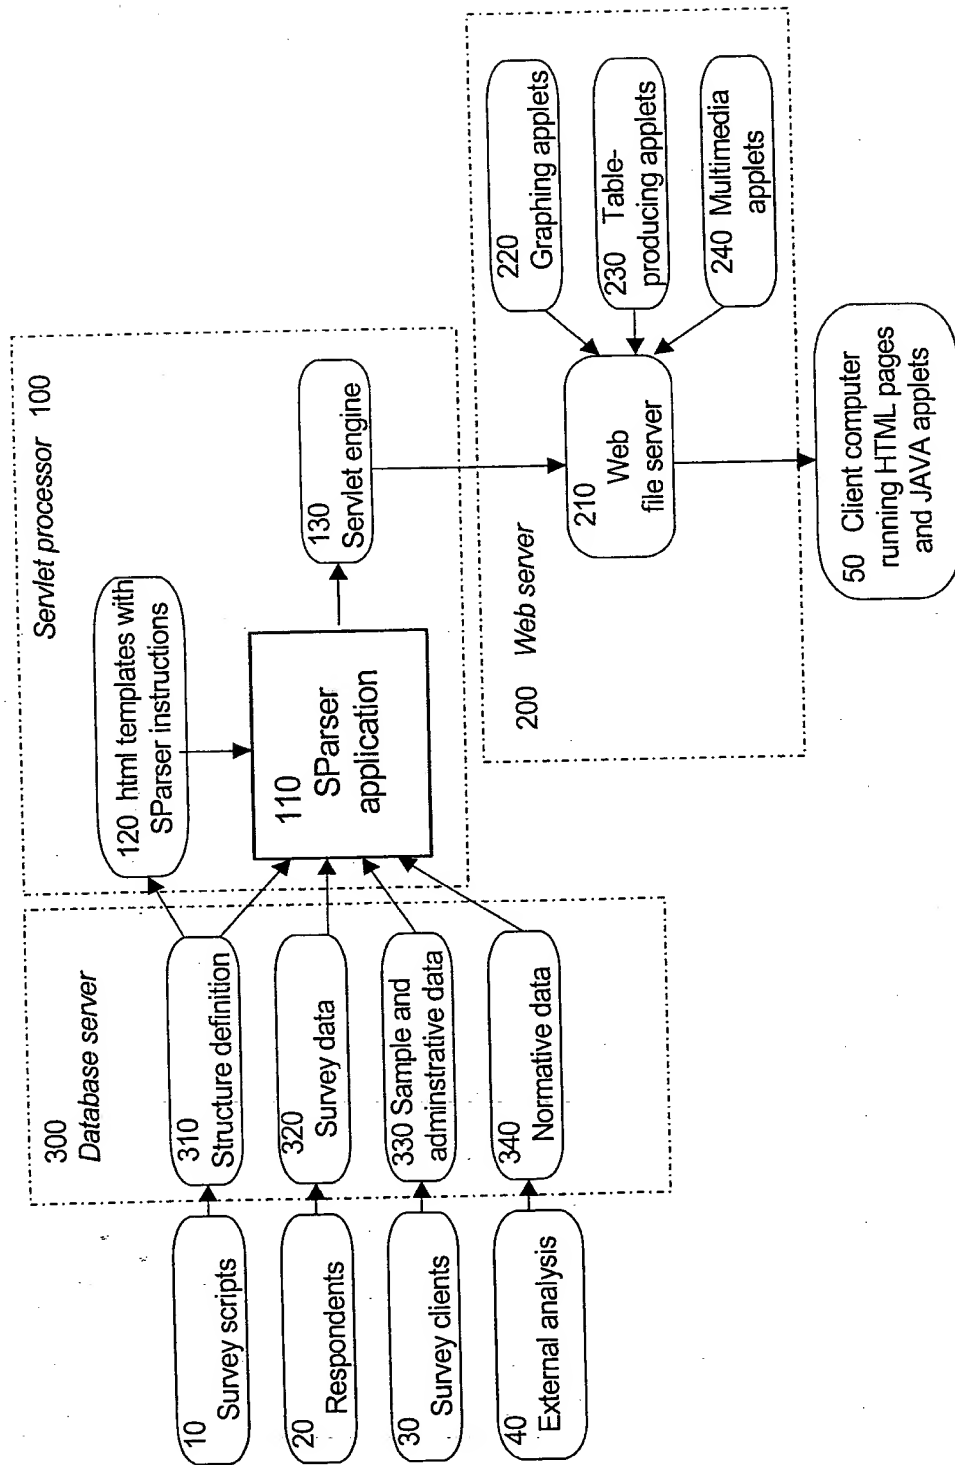 300
Database server
10
Survey scripts
20
Respondents
30
Survey clients
40
External analysis
310
Structure definition
320
Survey data
330 Sample and
adminstrative data
340
Normative data
Servlet processor 100
120 html templates with
SParser instructions
110
SParser
application
130
Servlet engine
200 Web server
210
Web
file server
220
Graphing applets
230 Table-
producing applets
240 Multimedia
applets
50 Client computer
running HTML pages
and JAVA applets